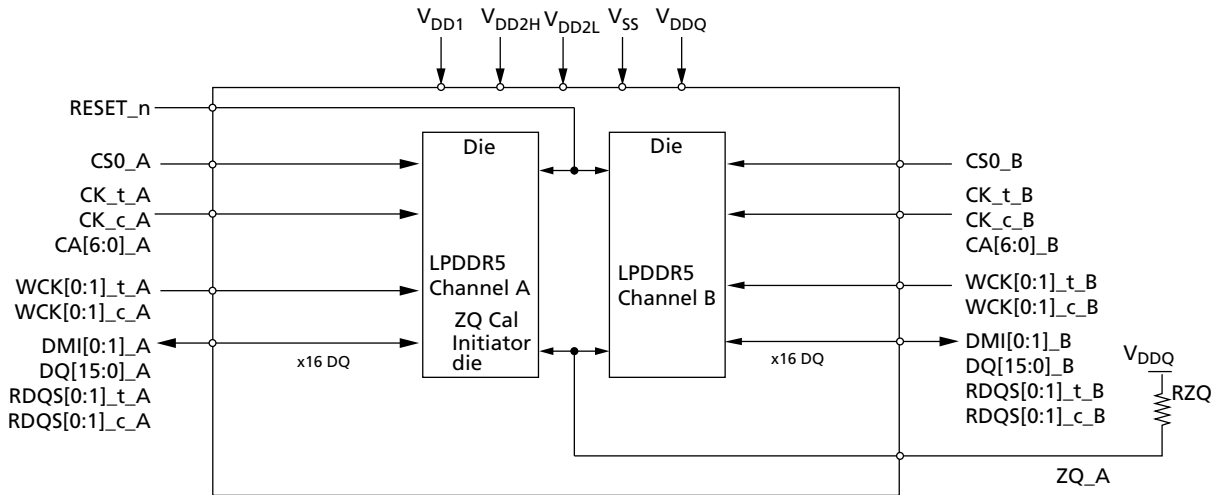 VDD1 VDD2H VDD2L VSS VDDQ
RESET_n
CS0_A
CK_t_A
CK_c_A
CA[6:0]_A
WCK[0:1]_t_A
WCK[0:1]_c_A
DMI[0:1]_A
DQ[15:0]_A
RDQS[0:1]_t_A
RDQS[0:1]_c_A
x16 DQ
Die
LPDDR5
Channel A
ZQ Cal
Initiator
die
Die
LPDDR5
Channel B
x16 DQ
CS0_B
CK_t_B
CK_c_B
CA[6:0]_B
WCK[0:1]_t_B
WCK[0:1]_c_B
DMI[0:1]_B
DQ[15:0]_B
RDQS[0:1]_t_B
RDQS[0:1]_c_B
VDDQ
RZQ
ZQ_A